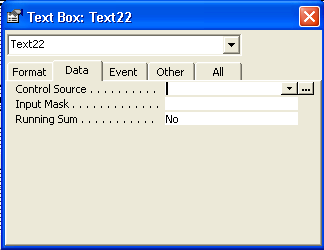 Text Box: Text22
Text22
Format Data Event Other All
Control Source . . . . . . . . . .
Input Mask . . . . . . . . . . . . .
Running Sum . . . . . . . . . . . No